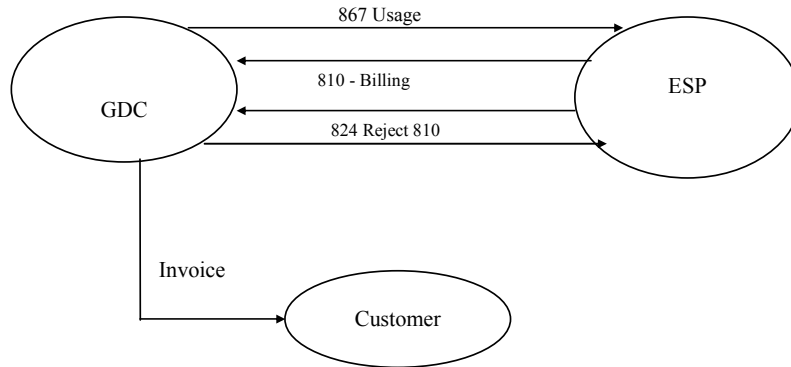 867 Usage
810 - Billing
GDC
ESP
824 Reject 810
Invoice
Customer